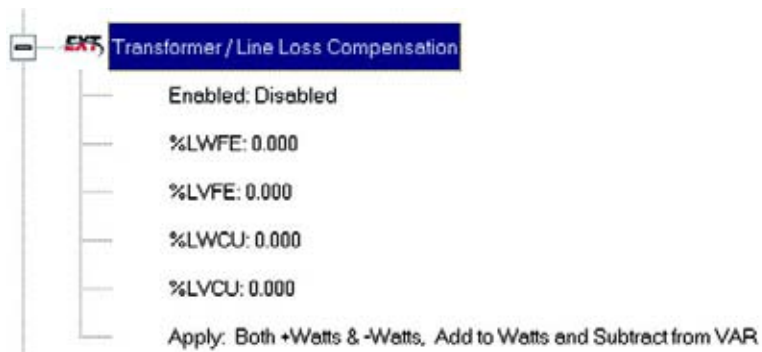 EXT Transformer / Line Loss Compensation
Enabled: Disabled
%LWFE: 0.000
%LVFE: 0.000
%LWCU: 0.000
%LVCU: 0.000
Apply: Both +Watts & -Watts, Add to Watts and Subtract from VAR